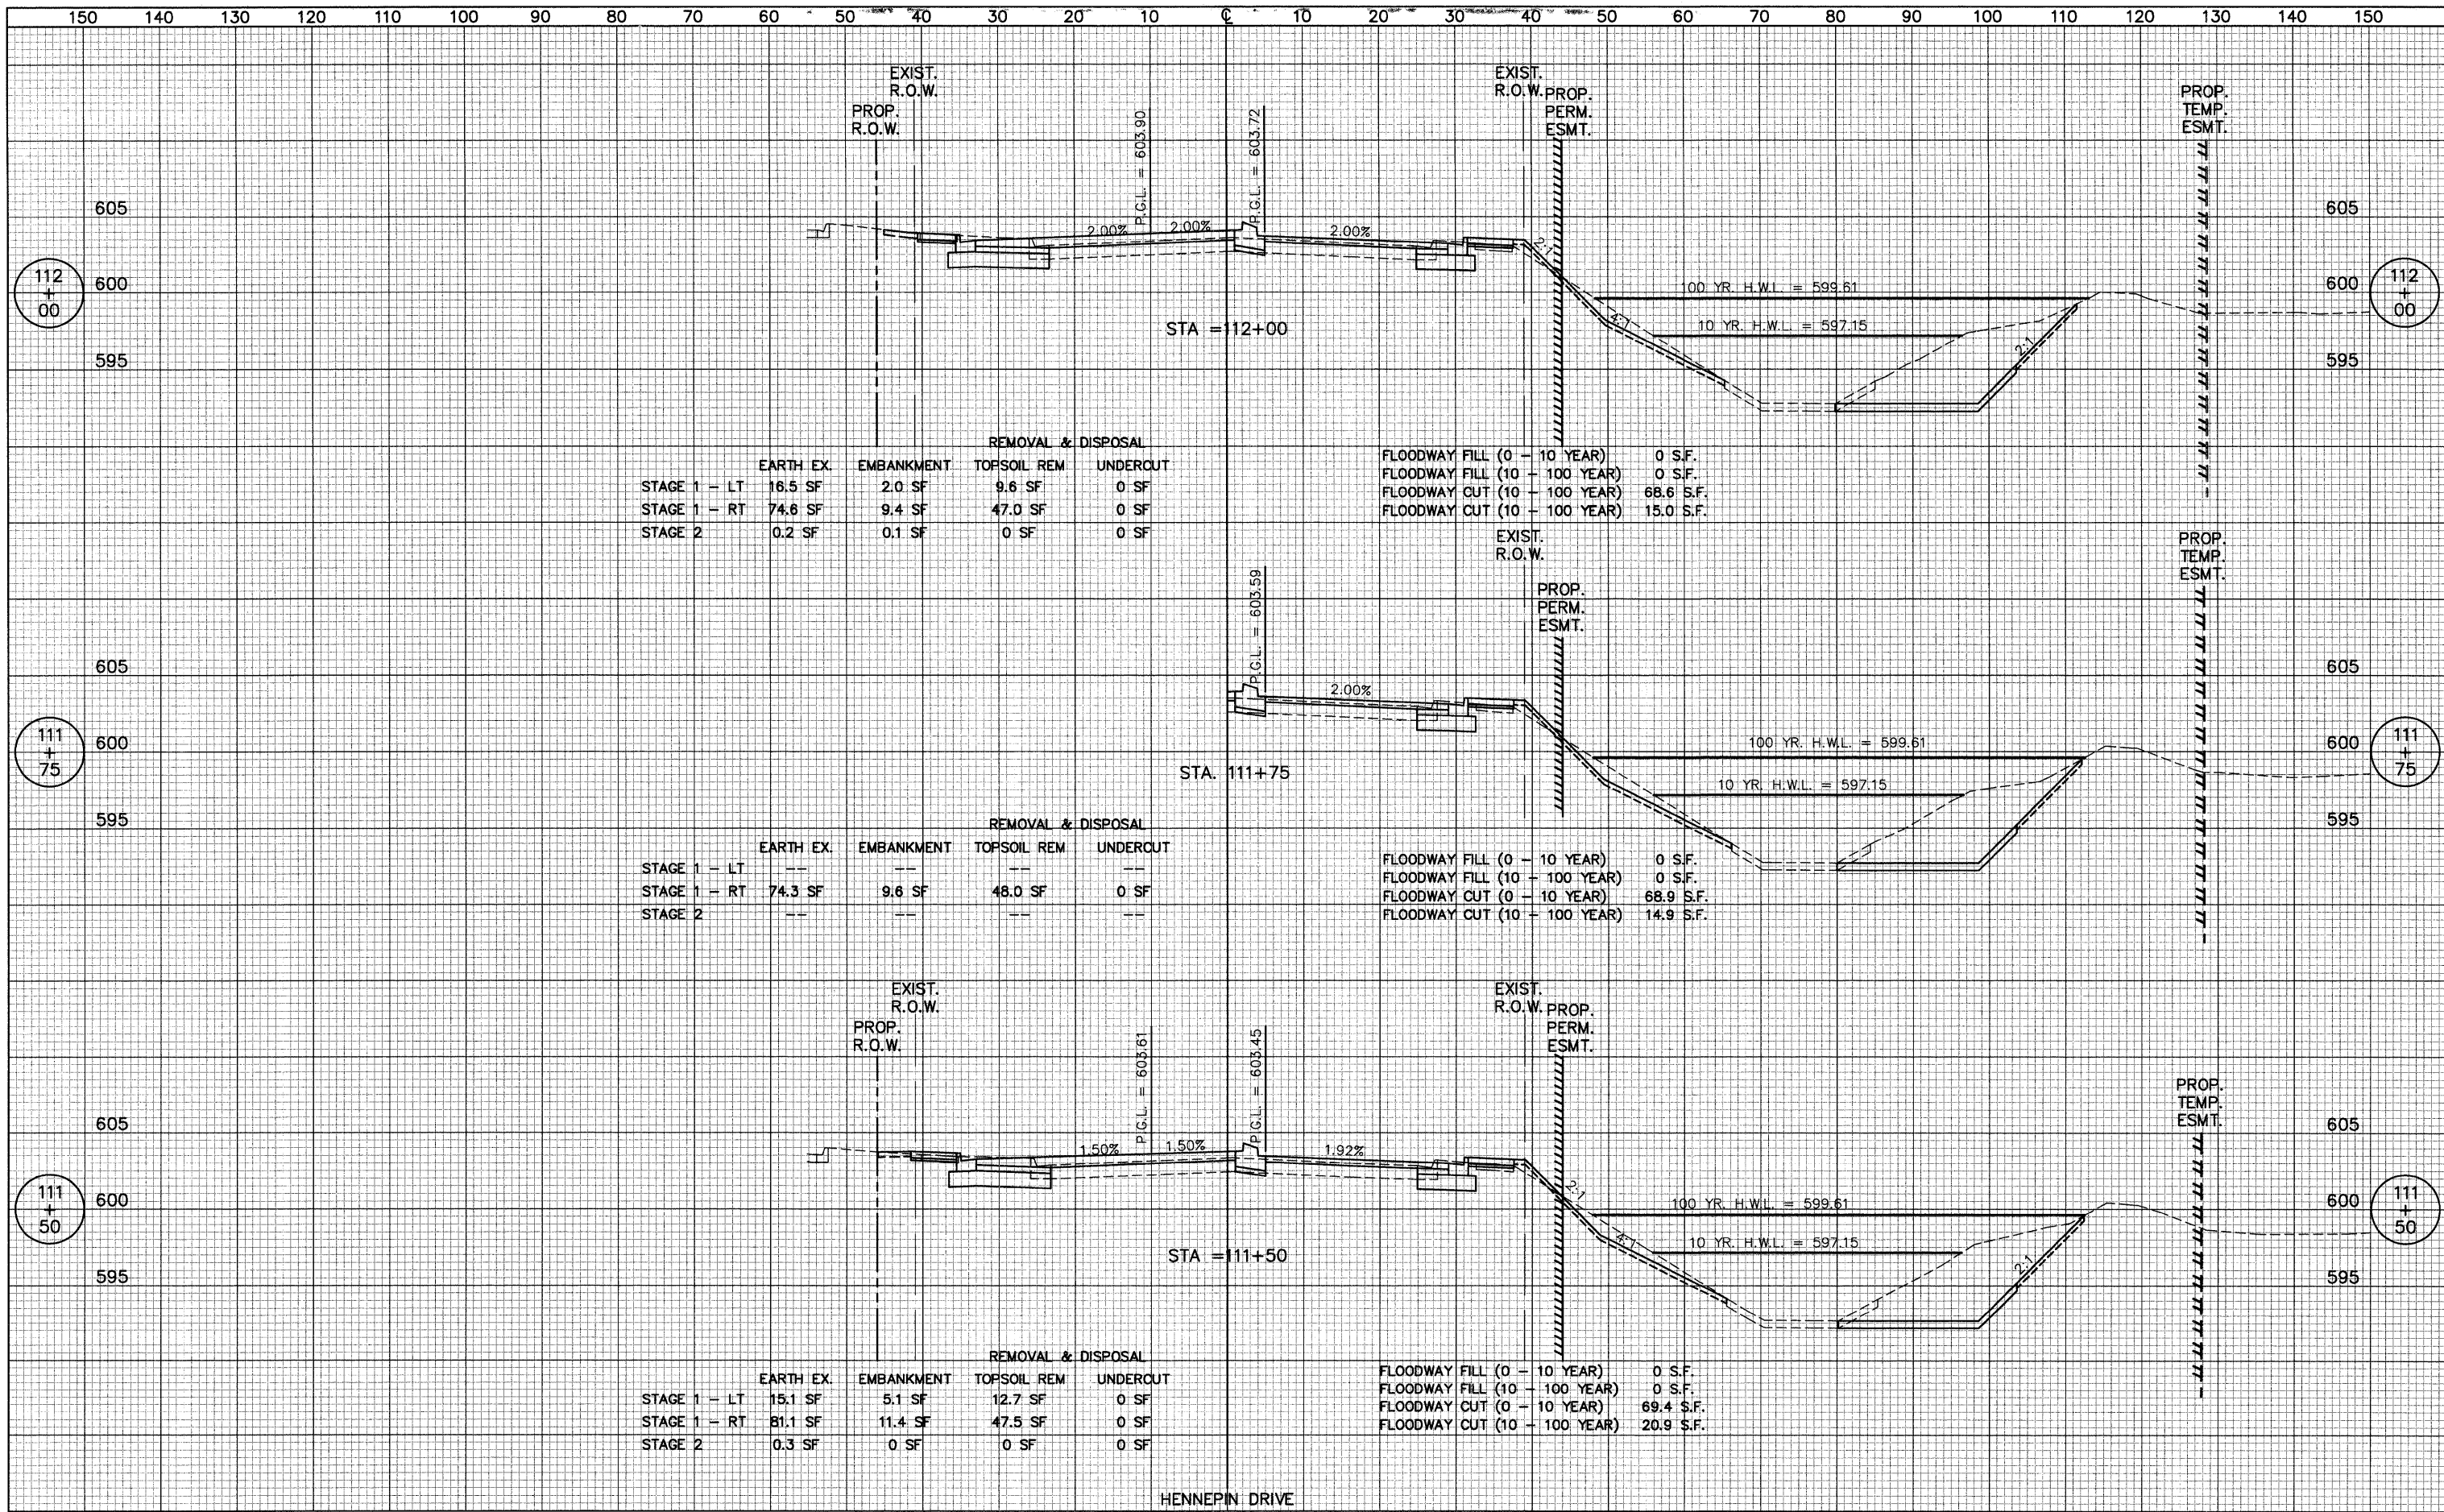 150 140 130 120 110 100 90 80 70 60 50 40 30 20 10 ℄ 10 20 30 40 50 60 70 80 90 100 110 120 130 140 150
EXIST.
R.O.W.
PROP.
R.O.W.
P.G.L. = 603.90
P.G.L. = 603.72
EXIST.
R.O.W.
PROP.
PERM.
ESMT.
PROP.
TEMP.
ESMT.
605 605
2.00% 2.00% 2.00% 2:1
112
+
00
600 600
112
+
00
100 YR. H.W.L. = 599.61
STA =112+00
4:1
10 YR. H.W.L. = 597.15
2:1
595 595
REMOVAL & DISPOSAL
EARTH EX. EMBANKMENT TOPSOIL REM UNDERCUT
STAGE 1 - LT 16.5 SF 2.0 SF 9.6 SF 0 SF
STAGE 1 - RT 74.6 SF 9.4 SF 47.0 SF 0 SF
STAGE 2 0.2 SF 0.1 SF 0 SF 0 SF
FLOODWAY FILL (0 - 10 YEAR) 0 S.F.
FLOODWAY FILL (10 - 100 YEAR) 0 S.F.
FLOODWAY CUT (10 - 100 YEAR) 68.6 S.F.
FLOODWAY CUT (10 - 100 YEAR) 15.0 S.F.
EXIST.
R.O.W.
PROP.
PERM.
ESMT.
PROP.
TEMP.
ESMT.
P.G.L. = 603.59
605 605
2.00%
111
+
75
600 600
111
+
75
100 YR. H.W.L. = 599.61
STA. 111+75
10 YR. H.W.L. = 597.15
595 595
REMOVAL & DISPOSAL
EARTH EX. EMBANKMENT TOPSOIL REM UNDERCUT
STAGE 1 - LT -- -- -- --
STAGE 1 - RT 74.3 SF 9.6 SF 48.0 SF 0 SF
STAGE 2 -- -- -- --
FLOODWAY FILL (0 - 10 YEAR) 0 S.F.
FLOODWAY FILL (10 - 100 YEAR) 0 S.F.
FLOODWAY CUT (0 - 10 YEAR) 68.9 S.F.
FLOODWAY CUT (10 - 100 YEAR) 14.9 S.F.
EXIST.
R.O.W.
PROP.
R.O.W.
P.G.L. = 603.61
P.G.L. = 603.45
EXIST.
R.O.W.
PROP.
PERM.
ESMT.
PROP.
TEMP.
ESMT.
605 605
1.50% 1.50% 1.92%
2:1
111
+
50
600 600
111
+
50
100 YR. H.W.L. = 599.61
STA =111+50
4:1
10 YR. H.W.L. = 597.15
2:1
595 595
REMOVAL & DISPOSAL
EARTH EX. EMBANKMENT TOPSOIL REM UNDERCUT
STAGE 1 - LT 15.1 SF 5.1 SF 12.7 SF 0 SF
STAGE 1 - RT 81.1 SF 11.4 SF 47.5 SF 0 SF
STAGE 2 0.3 SF 0 SF 0 SF 0 SF
FLOODWAY FILL (0 - 10 YEAR) 0 S.F.
FLOODWAY FILL (10 - 100 YEAR) 0 S.F.
FLOODWAY CUT (0 - 10 YEAR) 69.4 S.F.
FLOODWAY CUT (10 - 100 YEAR) 20.9 S.F.
HENNEPIN DRIVE